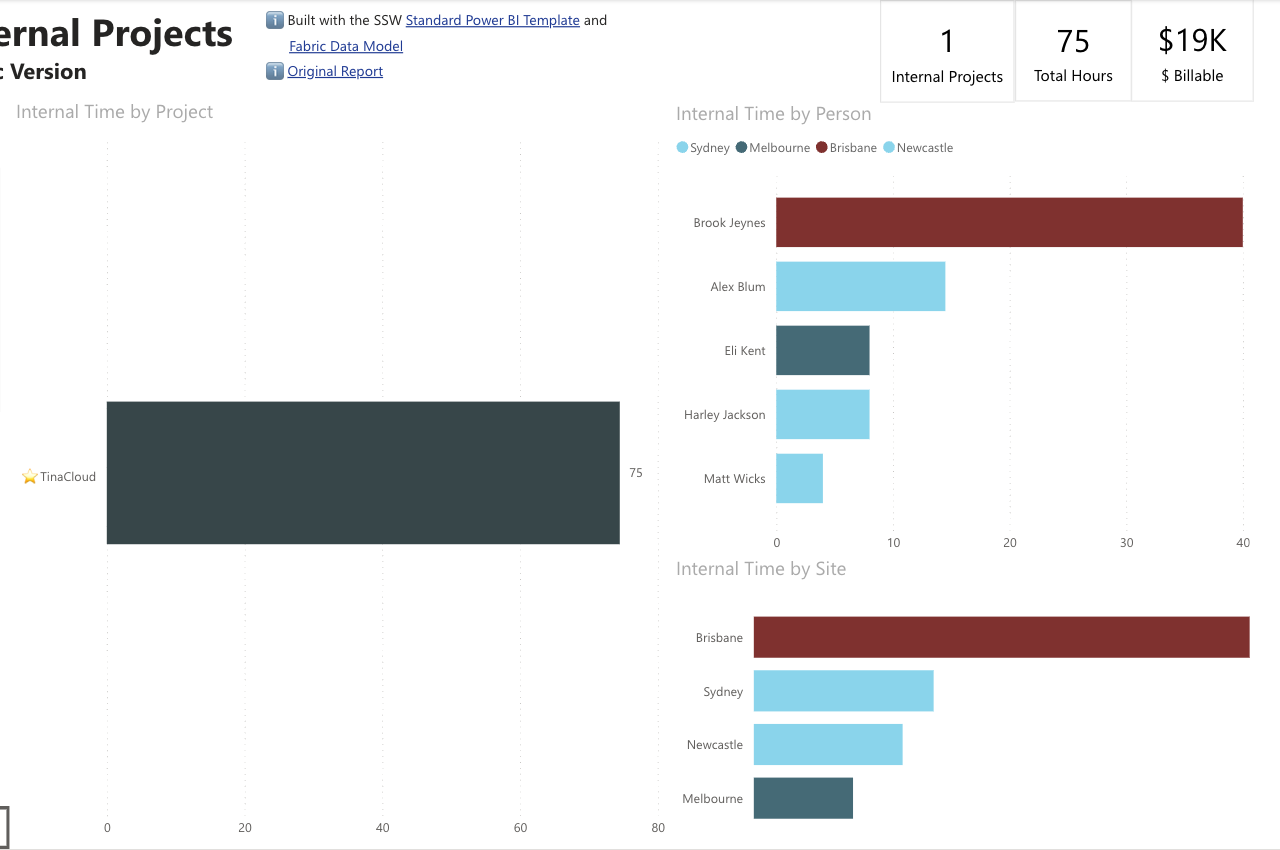 ernal Projects
c Version
Built with the SSW Standard Power BI Template and
Fabric Data Model
Original Report
1
Internal Projects
75
Total Hours
$19K
$ Billable
Internal Time by Project
TinaCloud
75
0 20 40 60 80
Internal Time by Person
Sydney Melbourne Brisbane Newcastle
Brook Jeynes
Alex Blum
Eli Kent
Harley Jackson
Matt Wicks
0 10 20 30 40
Internal Time by Site
Brisbane
Sydney
Newcastle
Melbourne